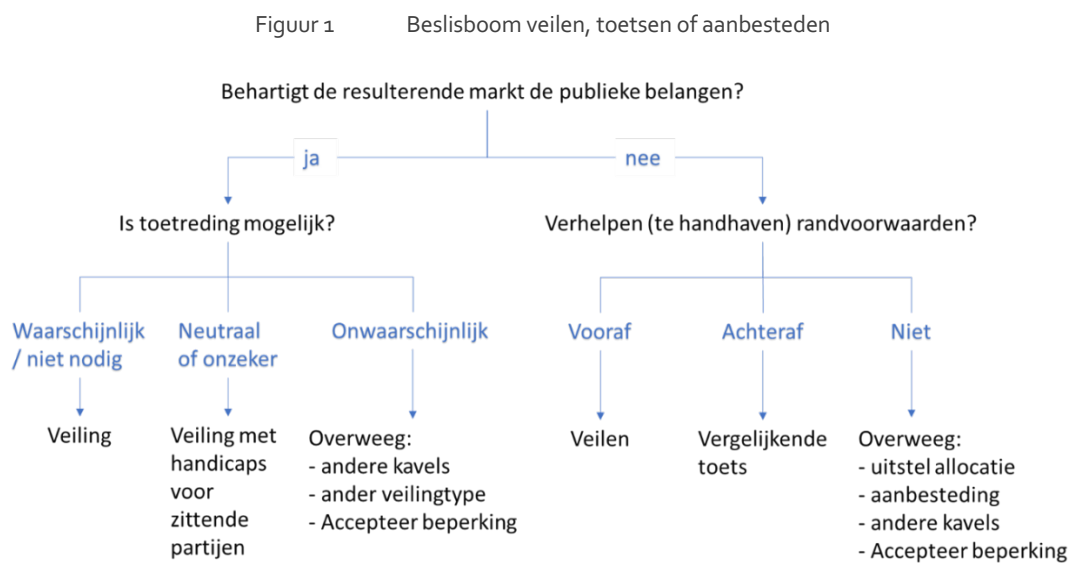 Figuur 1 Beslisboom veilen, toetsen of aanbesteden
Behartigt de resulterende markt de publieke belangen?
ja
nee
Is toetreding mogelijk?
Verhelpen (te handhaven) randvoorwaarden?
Waarschijnlijk
/ niet nodig
Neutraal
of onzeker
Onwaarschijnlijk
Vooraf
Achteraf
Niet
Veiling
Veiling met
handicaps
voor
zittende
partijen
Overweeg:
- andere kavels
- ander veilingtype
- Accepteer beperking
Veilen
Vergelijkende
toets
Overweeg:
- uitstel allocatie
- aanbesteding
- andere kavels
- Accepteer beperking